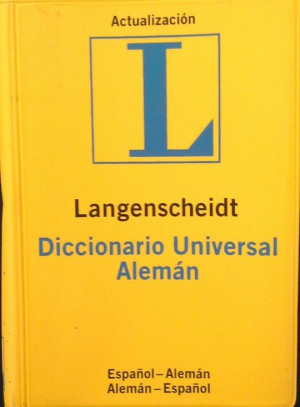 Actualización
L
Langenscheidt
Diccionario Universal
Alemán
Español – Alemán
Alemán – Español